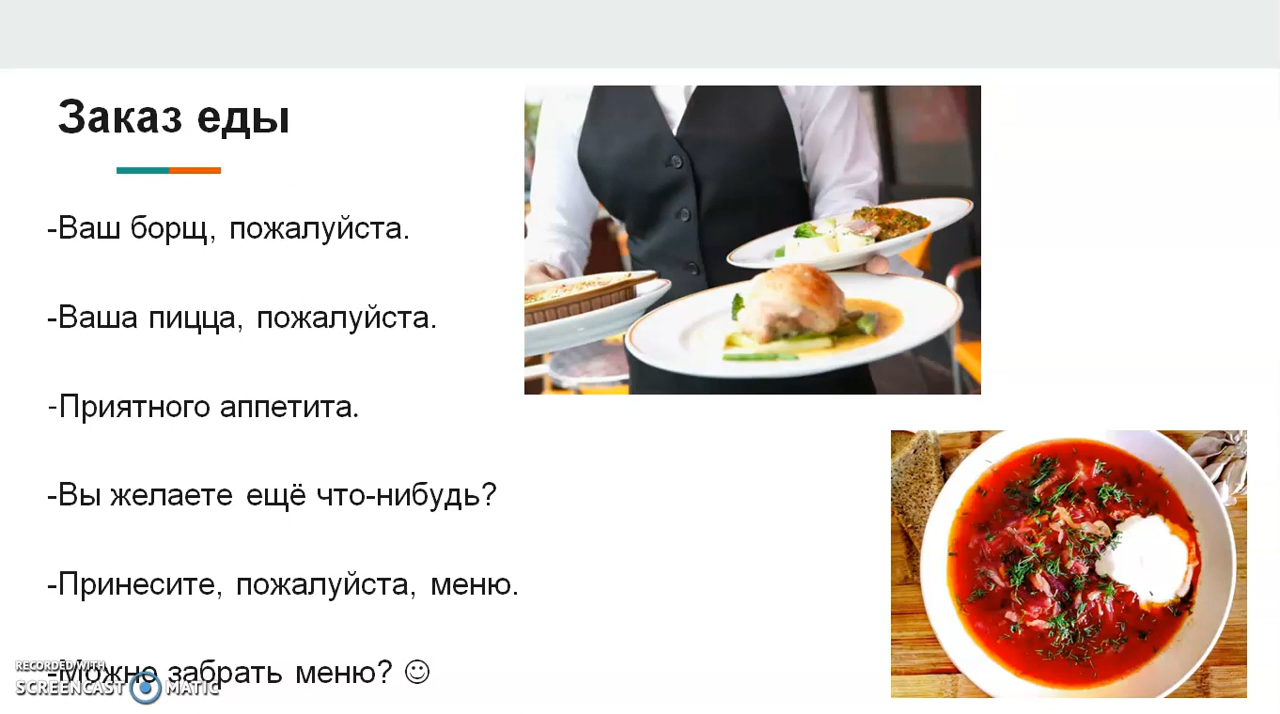 Заказ еды
-Ваш борщ, пожалуйста.
-Ваша пицца, пожалуйста.
-Приятного аппетита.
-Вы желаете ещё что-нибудь?
-Принесите, пожалуйста, меню.
-Можно забрать меню? ☺
RECORDED WITH
SCREENCAST MATIC